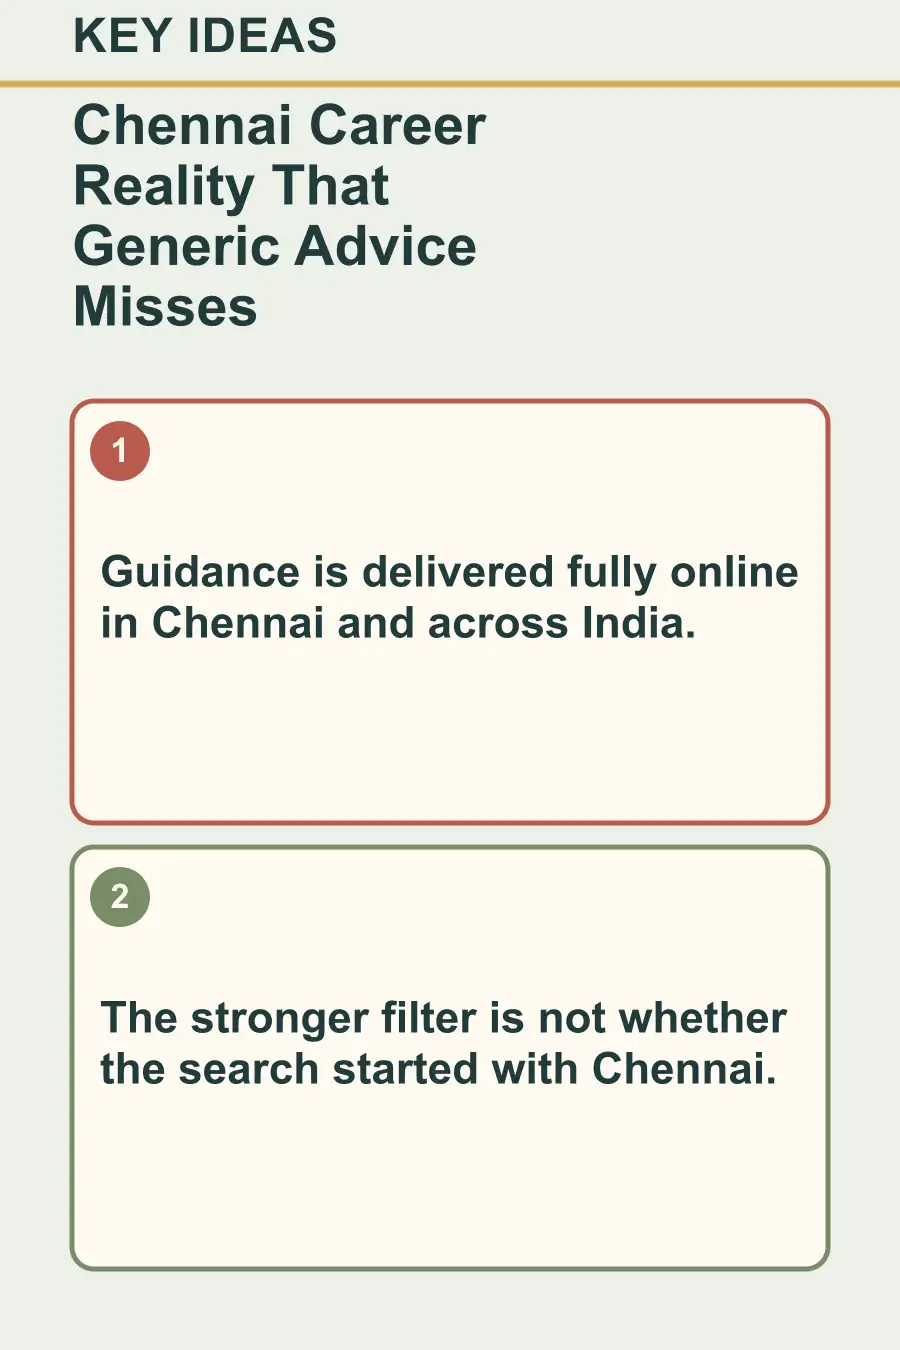 KEY IDEAS
Chennai Career
Reality That
Generic Advice
Misses
1
Guidance is delivered fully online
in Chennai and across India.
2
The stronger filter is not whether
the search started with Chennai.